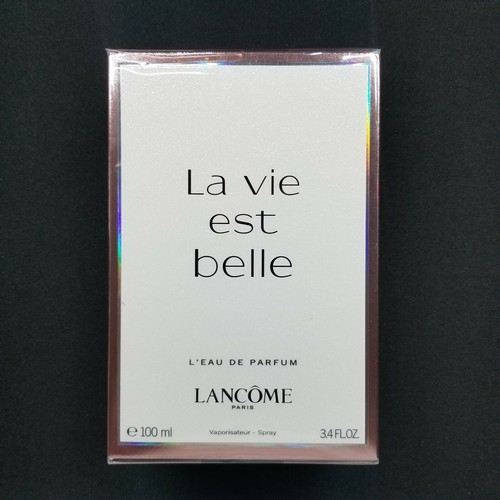 La vie
est
belle
L'EAU DE PARFUM
LANCÔME
PARIS
℮ 100 ml Vaporisateur - Spray 3.4 FL.OZ.